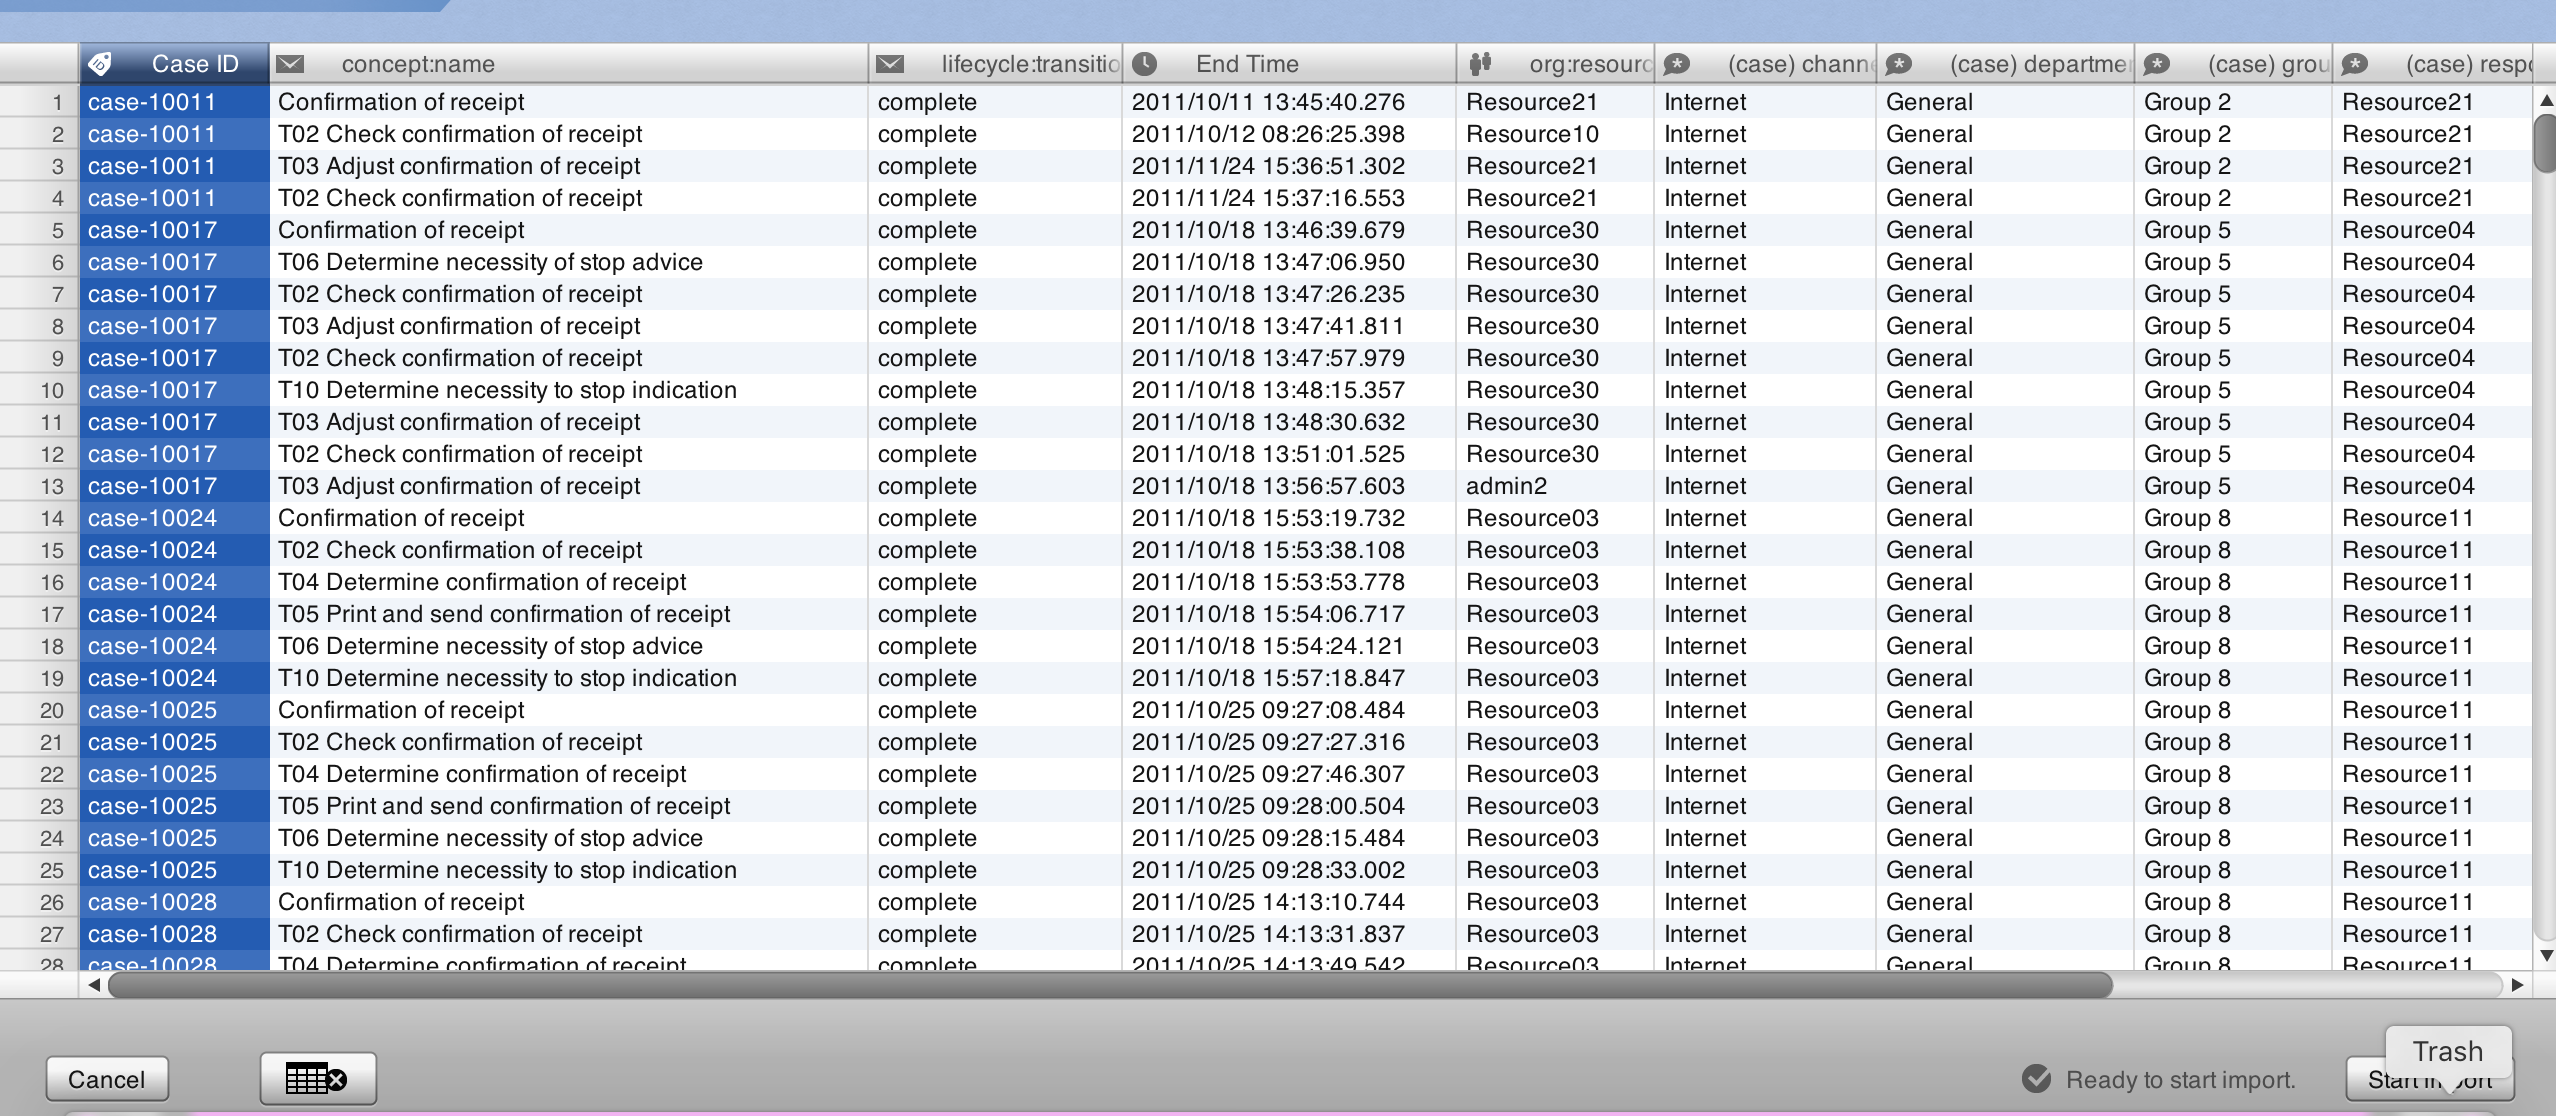 Case ID concept:name lifecycle:transitio End Time org:resourc (case) channe (case) departmer (case) grou (case) respo
1 case-10011 Confirmation of receipt complete 2011/10/11 13:45:40.276 Resource21 Internet General Group 2 Resource21
2 case-10011 T02 Check confirmation of receipt complete 2011/10/12 08:26:25.398 Resource10 Internet General Group 2 Resource21
3 case-10011 T03 Adjust confirmation of receipt complete 2011/11/24 15:36:51.302 Resource21 Internet General Group 2 Resource21
4 case-10011 T02 Check confirmation of receipt complete 2011/11/24 15:37:16.553 Resource21 Internet General Group 2 Resource21
5 case-10017 Confirmation of receipt complete 2011/10/18 13:46:39.679 Resource30 Internet General Group 5 Resource04
6 case-10017 T06 Determine necessity of stop advice complete 2011/10/18 13:47:06.950 Resource30 Internet General Group 5 Resource04
7 case-10017 T02 Check confirmation of receipt complete 2011/10/18 13:47:26.235 Resource30 Internet General Group 5 Resource04
8 case-10017 T03 Adjust confirmation of receipt complete 2011/10/18 13:47:41.811 Resource30 Internet General Group 5 Resource04
9 case-10017 T02 Check confirmation of receipt complete 2011/10/18 13:47:57.979 Resource30 Internet General Group 5 Resource04
10 case-10017 T10 Determine necessity to stop indication complete 2011/10/18 13:48:15.357 Resource30 Internet General Group 5 Resource04
11 case-10017 T03 Adjust confirmation of receipt complete 2011/10/18 13:48:30.632 Resource30 Internet General Group 5 Resource04
12 case-10017 T02 Check confirmation of receipt complete 2011/10/18 13:51:01.525 Resource30 Internet General Group 5 Resource04
13 case-10017 T03 Adjust confirmation of receipt complete 2011/10/18 13:56:57.603 admin2 Internet General Group 5 Resource04
14 case-10024 Confirmation of receipt complete 2011/10/18 15:53:19.732 Resource03 Internet General Group 8 Resource11
15 case-10024 T02 Check confirmation of receipt complete 2011/10/18 15:53:38.108 Resource03 Internet General Group 8 Resource11
16 case-10024 T04 Determine confirmation of receipt complete 2011/10/18 15:53:53.778 Resource03 Internet General Group 8 Resource11
17 case-10024 T05 Print and send confirmation of receipt complete 2011/10/18 15:54:06.717 Resource03 Internet General Group 8 Resource11
18 case-10024 T06 Determine necessity of stop advice complete 2011/10/18 15:54:24.121 Resource03 Internet General Group 8 Resource11
19 case-10024 T10 Determine necessity to stop indication complete 2011/10/18 15:57:18.847 Resource03 Internet General Group 8 Resource11
20 case-10025 Confirmation of receipt complete 2011/10/25 09:27:08.484 Resource03 Internet General Group 8 Resource11
21 case-10025 T02 Check confirmation of receipt complete 2011/10/25 09:27:27.316 Resource03 Internet General Group 8 Resource11
22 case-10025 T04 Determine confirmation of receipt complete 2011/10/25 09:27:46.307 Resource03 Internet General Group 8 Resource11
23 case-10025 T05 Print and send confirmation of receipt complete 2011/10/25 09:28:00.504 Resource03 Internet General Group 8 Resource11
24 case-10025 T06 Determine necessity of stop advice complete 2011/10/25 09:28:15.484 Resource03 Internet General Group 8 Resource11
25 case-10025 T10 Determine necessity to stop indication complete 2011/10/25 09:28:33.002 Resource03 Internet General Group 8 Resource11
26 case-10028 Confirmation of receipt complete 2011/10/25 14:13:10.744 Resource03 Internet General Group 8 Resource11
27 case-10028 T02 Check confirmation of receipt complete 2011/10/25 14:13:31.837 Resource03 Internet General Group 8 Resource11
28 case-10028 T04 Determine confirmation of receipt complete 2011/10/25 14:13:49.542 Resource03 Internet General Group 8 Resource11
Trash
Cancel Ready to start import. Start import